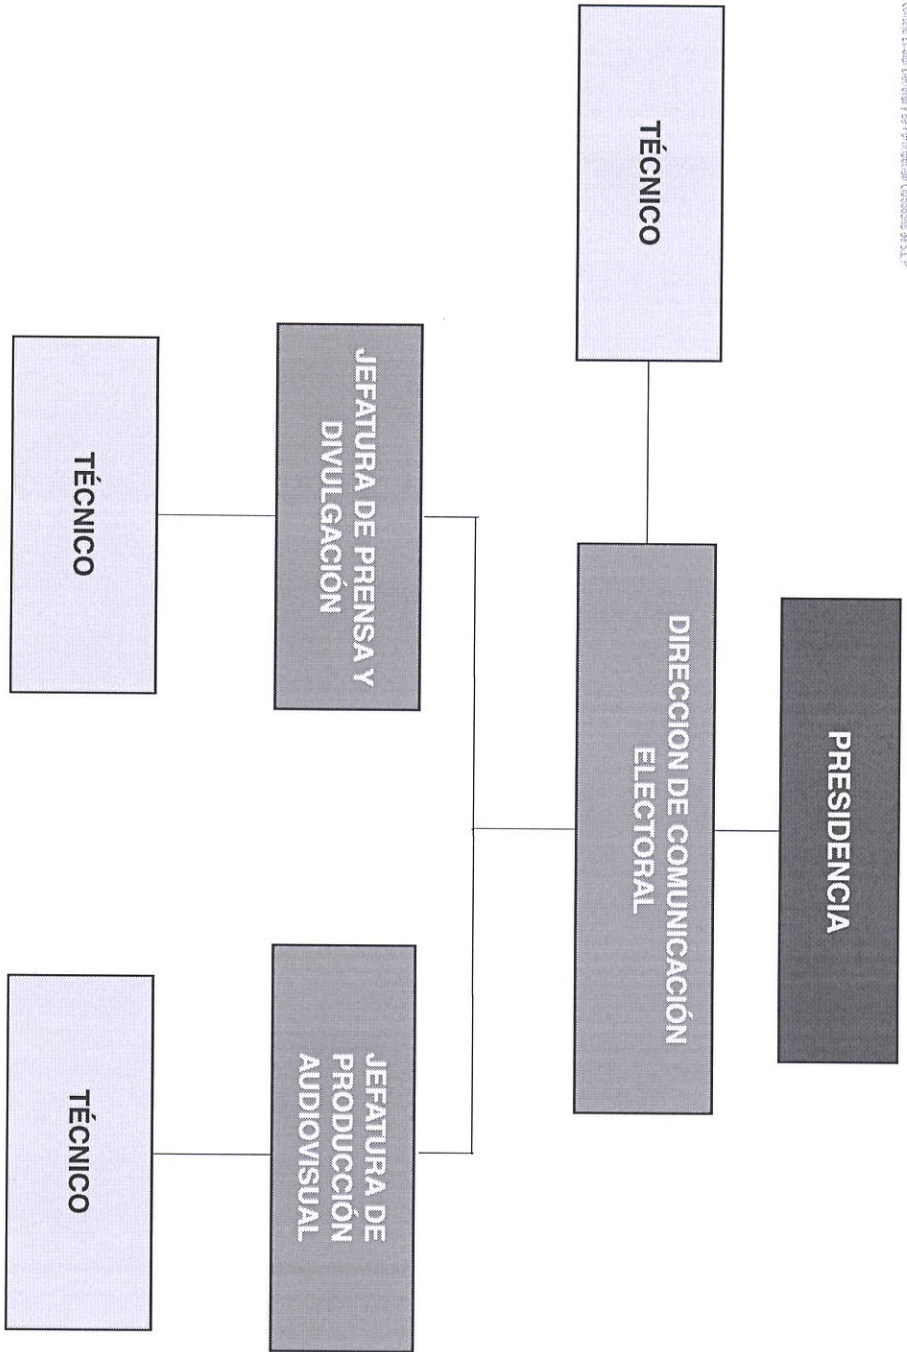 PRESIDENCIA
DIRECCION DE COMUNICACIÓN
ELECTORAL
TÉCNICO
JEFATURA DE PRENSA Y
DIVULGACIÓN
JEFATURA DE
PRODUCCIÓN
AUDIOVISUAL
TÉCNICO
TÉCNICO